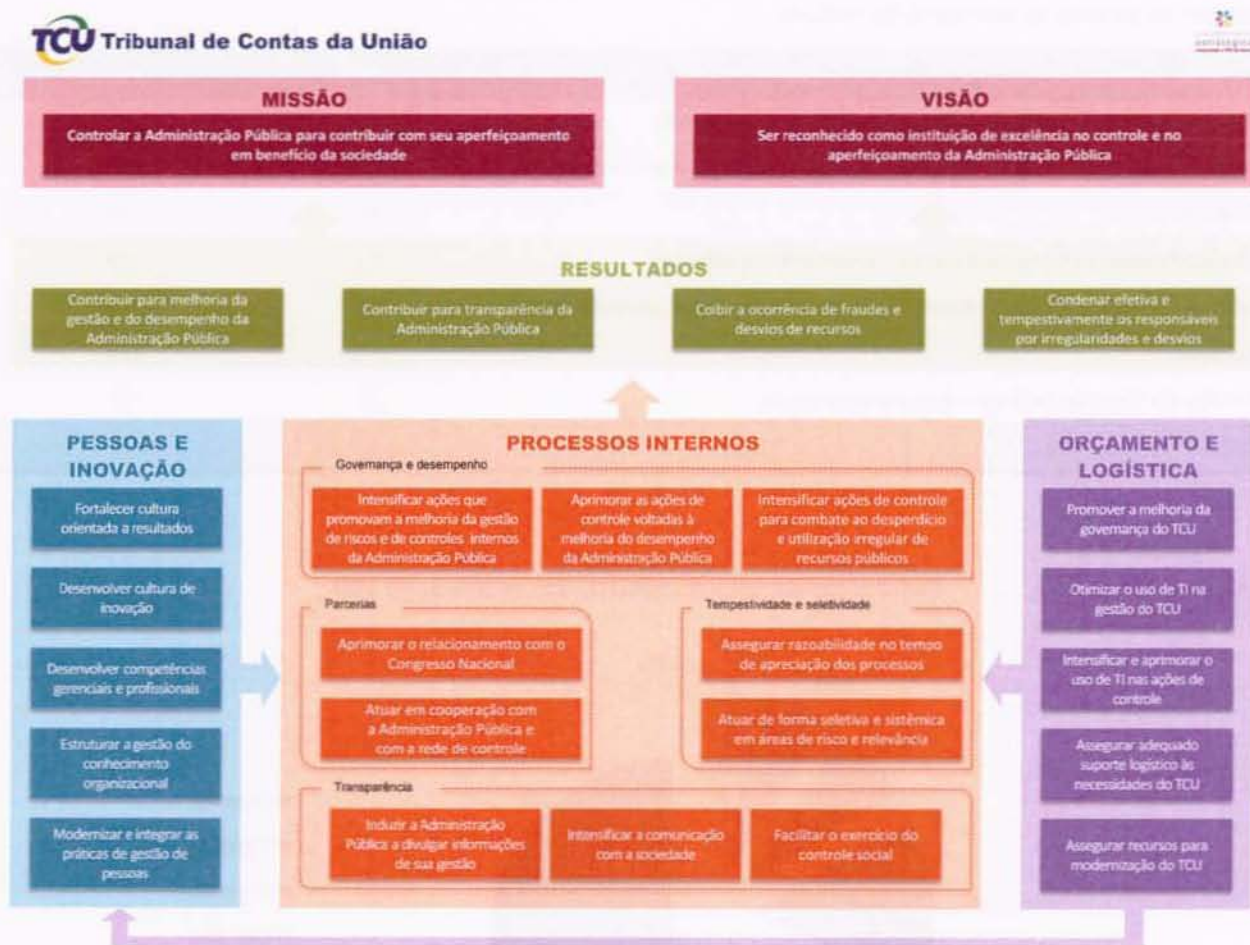 TCU Tribunal de Contas da União
MISSÃO
Controlar a Administração Pública para contribuir com seu aperfeiçoamento
em benefício da sociedade
VISÃO
Ser reconhecido como instituição de excelência no controle e no
aperfeiçoamento da Administração Pública
RESULTADOS
Contribuir para melhoria da
gestão e do desempenho da
Administração Pública
Contribuir para transparência da
Administração Pública
Coibir a ocorrência de fraudes e
desvios de recursos
Condenar efetiva e
tempestivamente os responsáveis
por irregularidades e desvios
PESSOAS E
INOVAÇÃO
Fortalecer cultura
orientada a resultados
Desenvolver cultura de
inovação
Desenvolver competências
gerenciais e profissionais
Estruturar a gestão do
conhecimento
organizacional
Modernizar e integrar as
práticas de gestão de
pessoas
PROCESSOS INTERNOS
Governança e desempenho
Intensificar ações que
promovam a melhoria da gestão
de riscos e de controles internos
da Administração Pública
Aprimorar as ações de
controle voltadas à
melhoria do desempenho
da Administração Pública
Intensificar ações de controle
para combate ao desperdício
e utilização irregular de
recursos públicos
Parcerias
Aprimorar o relacionamento com o
Congresso Nacional
Atuar em cooperação com
a Administração Pública e
com a rede de controle
Tempestividade e seletividade
Assegurar razoabilidade no tempo
de apreciação dos processos
Atuar de forma seletiva e sistêmica
em áreas de risco e relevância
Transparência
Induzir a Administração
Pública a divulgar informações
de sua gestão
Intensificar a comunicação
com a sociedade
Facilitar o exercício do
controle social
ORÇAMENTO E
LOGÍSTICA
Promover a melhoria da
governança do TCU
Otimizar o uso de TI na
gestão do TCU
Intensificar e aprimorar o
uso de TI nas ações de
controle
Assegurar adequado
suporte logístico às
necessidades do TCU
Assegurar recursos para
modernização do TCU